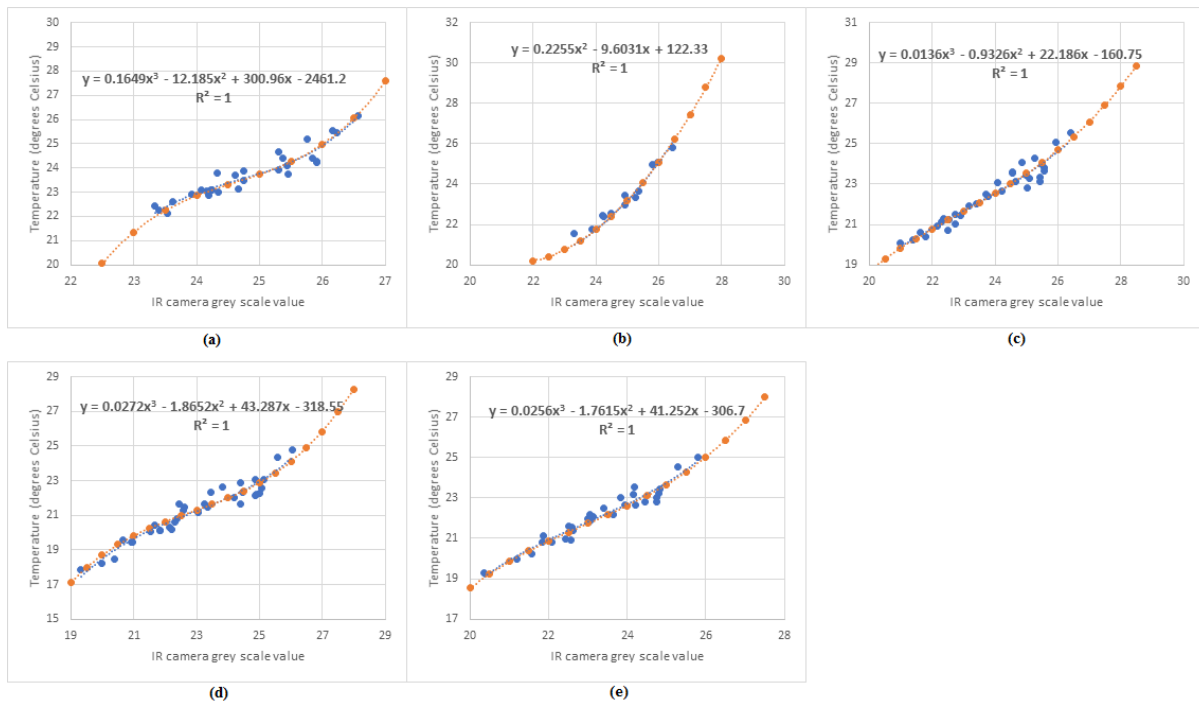 y = 0.1649x³ - 12.185x² + 300.96x - 2461.2
R² = 1
Temperature (degrees Celsius)
30
29
28
27
26
25
24
23
22
21
20
22
23
24
25
26
27
IR camera grey scale value
(a)
y = 0.2255x² - 9.6031x + 122.33
R² = 1
Temperature (degrees Celsius)
32
30
28
26
24
22
20
20
22
24
26
28
30
IR camera grey scale value
(b)
y = 0.0136x³ - 0.9326x² + 22.186x - 160.75
R² = 1
Temperature (degrees Celsius)
31
29
27
25
23
21
19
20
22
24
26
28
30
IR camera grey scale value
(c)
y = 0.0272x³ - 1.8652x² + 43.287x - 318.55
R² = 1
Temperature (degrees Celsius)
29
27
25
23
21
19
17
15
19
21
23
25
27
29
IR camera grey scale value
(d)
y = 0.0256x³ - 1.7615x² + 41.252x - 306.7
R² = 1
Temperature (degrees Celsius)
29
27
25
23
21
19
17
20
22
24
26
28
IR camera grey scale value
(e)